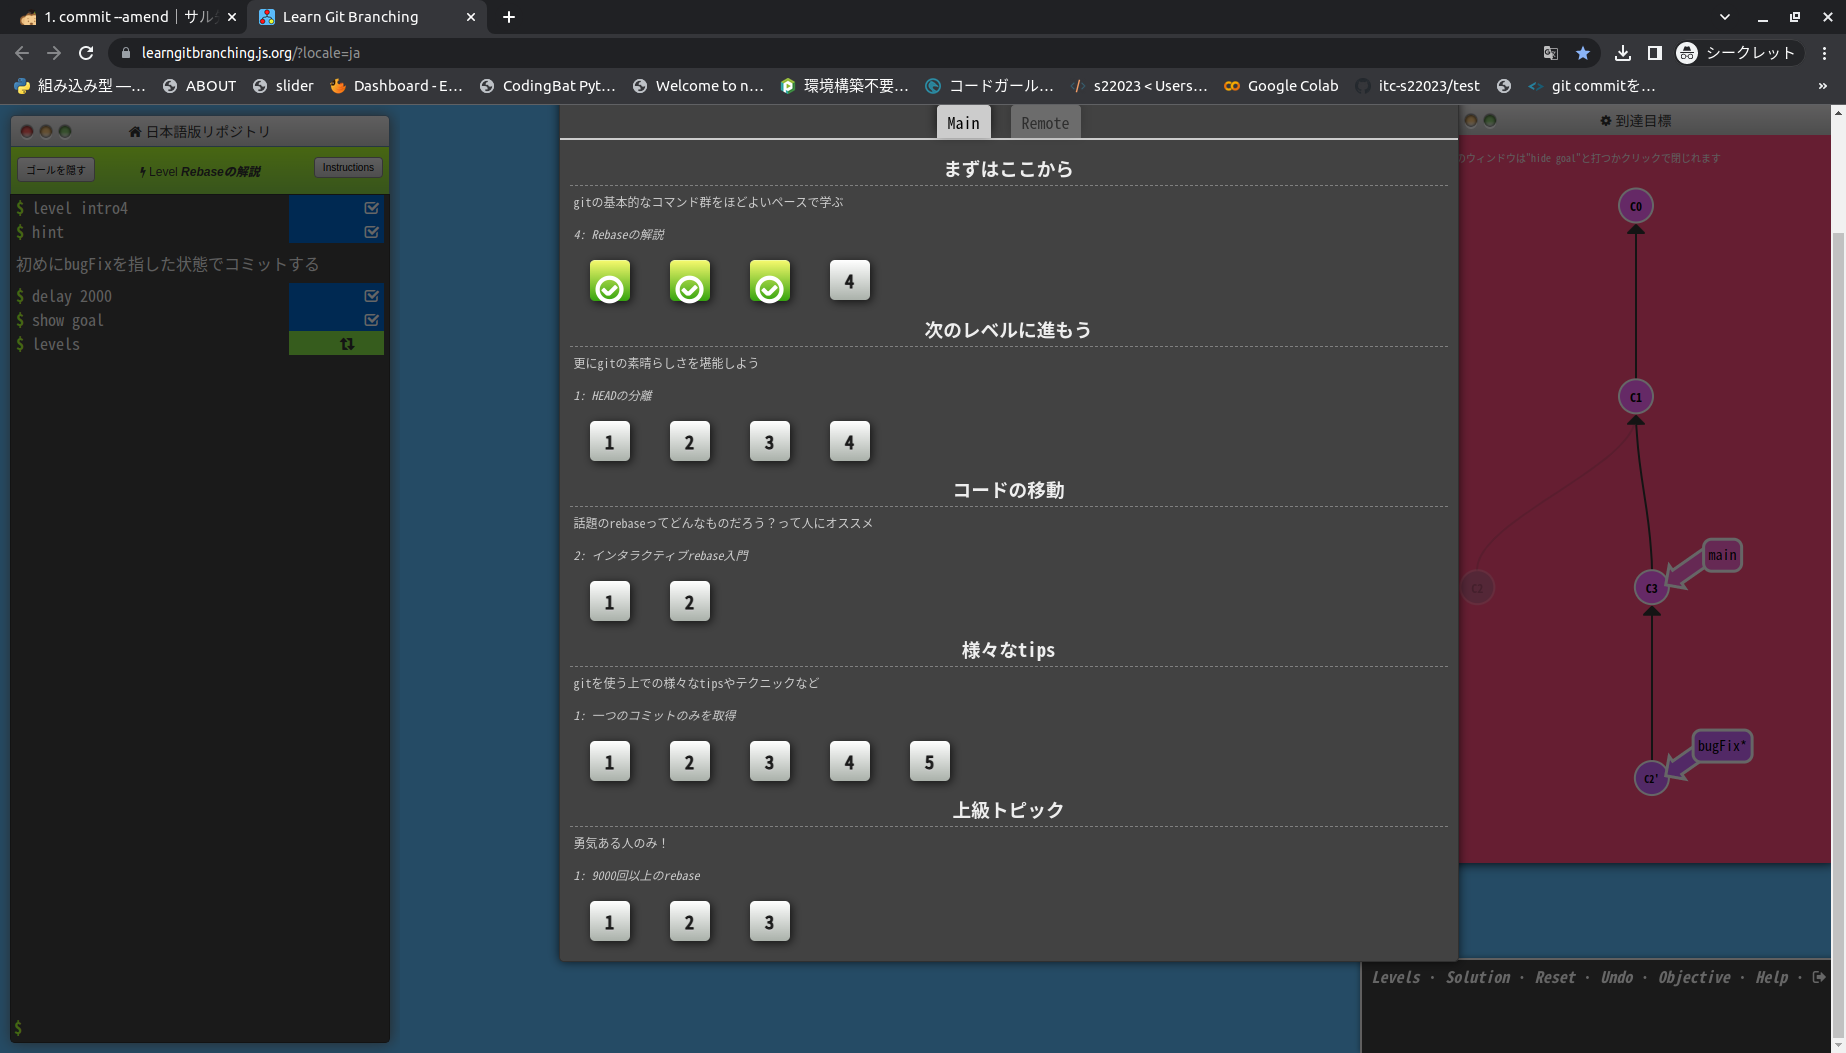 1. commit --amend｜サル
Learn Git Branching
learngitbranching.js.org/?locale=ja
シークレット
組み込み型 —…
ABOUT
slider
Dashboard - E…
CodingBat Pyt…
Welcome to n…
環境構築不要…
コードガール…
s22023 < Users…
Google Colab
itc-s22023/test
git commitを…
»
日本語版リポジトリ
ゴールを隠す
Level Rebaseの解説
Instructions
$ level intro4
$ hint
初めにbugFixを指した状態でコミットする
$ delay 2000
$ show goal
$ levels
$
Main
Remote
まずはここから
gitの基本的なコマンド群をほどよいペースで学ぶ
4: Rebaseの解説
4
次のレベルに進もう
更にgitの素晴らしさを堪能しよう
1: HEADの分離
1 2 3 4
コードの移動
話題のrebaseってどんなものだろう？って人にオススメ
2: インタラクティブrebase入門
1 2
様々なtips
gitを使う上での様々なtipsやテクニックなど
1: 一つのコミットのみを取得
1 2 3 4 5
上級トピック
勇気ある人のみ！
1: 9000回以上のrebase
1 2 3
到達目標
のウィンドウは"hide goal"と打つかクリックで閉じれます
C0
C1
main
C2
C3
bugFix*
C2'
Levels · Solution · Reset · Undo · Objective · Help ·